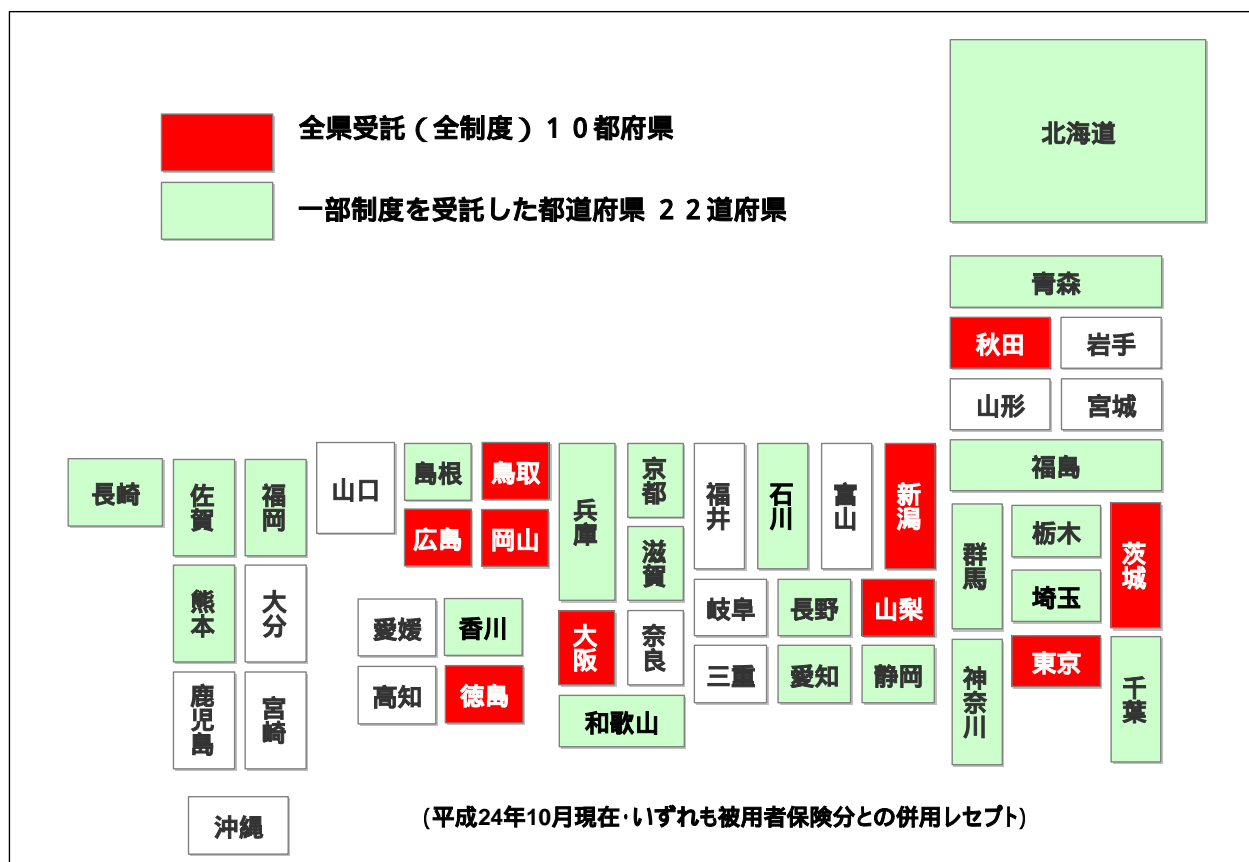 全県受託(全制度)10都府県
一部制度を受託した都道府県 22道府県
北海道
青森
秋田
岩手
山形
宮城
福島
長崎
佐賀
福岡
山口
島根
鳥取
兵庫
京都
福井
石川
富山
新潟
群馬
栃木
茨城
広島
岡山
滋賀
熊本
大分
愛媛
香川
大阪
奈良
岐阜
長野
山梨
埼玉
高知
徳島
三重
愛知
静岡
神奈川
東京
千葉
鹿児島
宮崎
和歌山
沖縄
(平成24年10月現在・いずれも被用者保険分との併用レセプト)